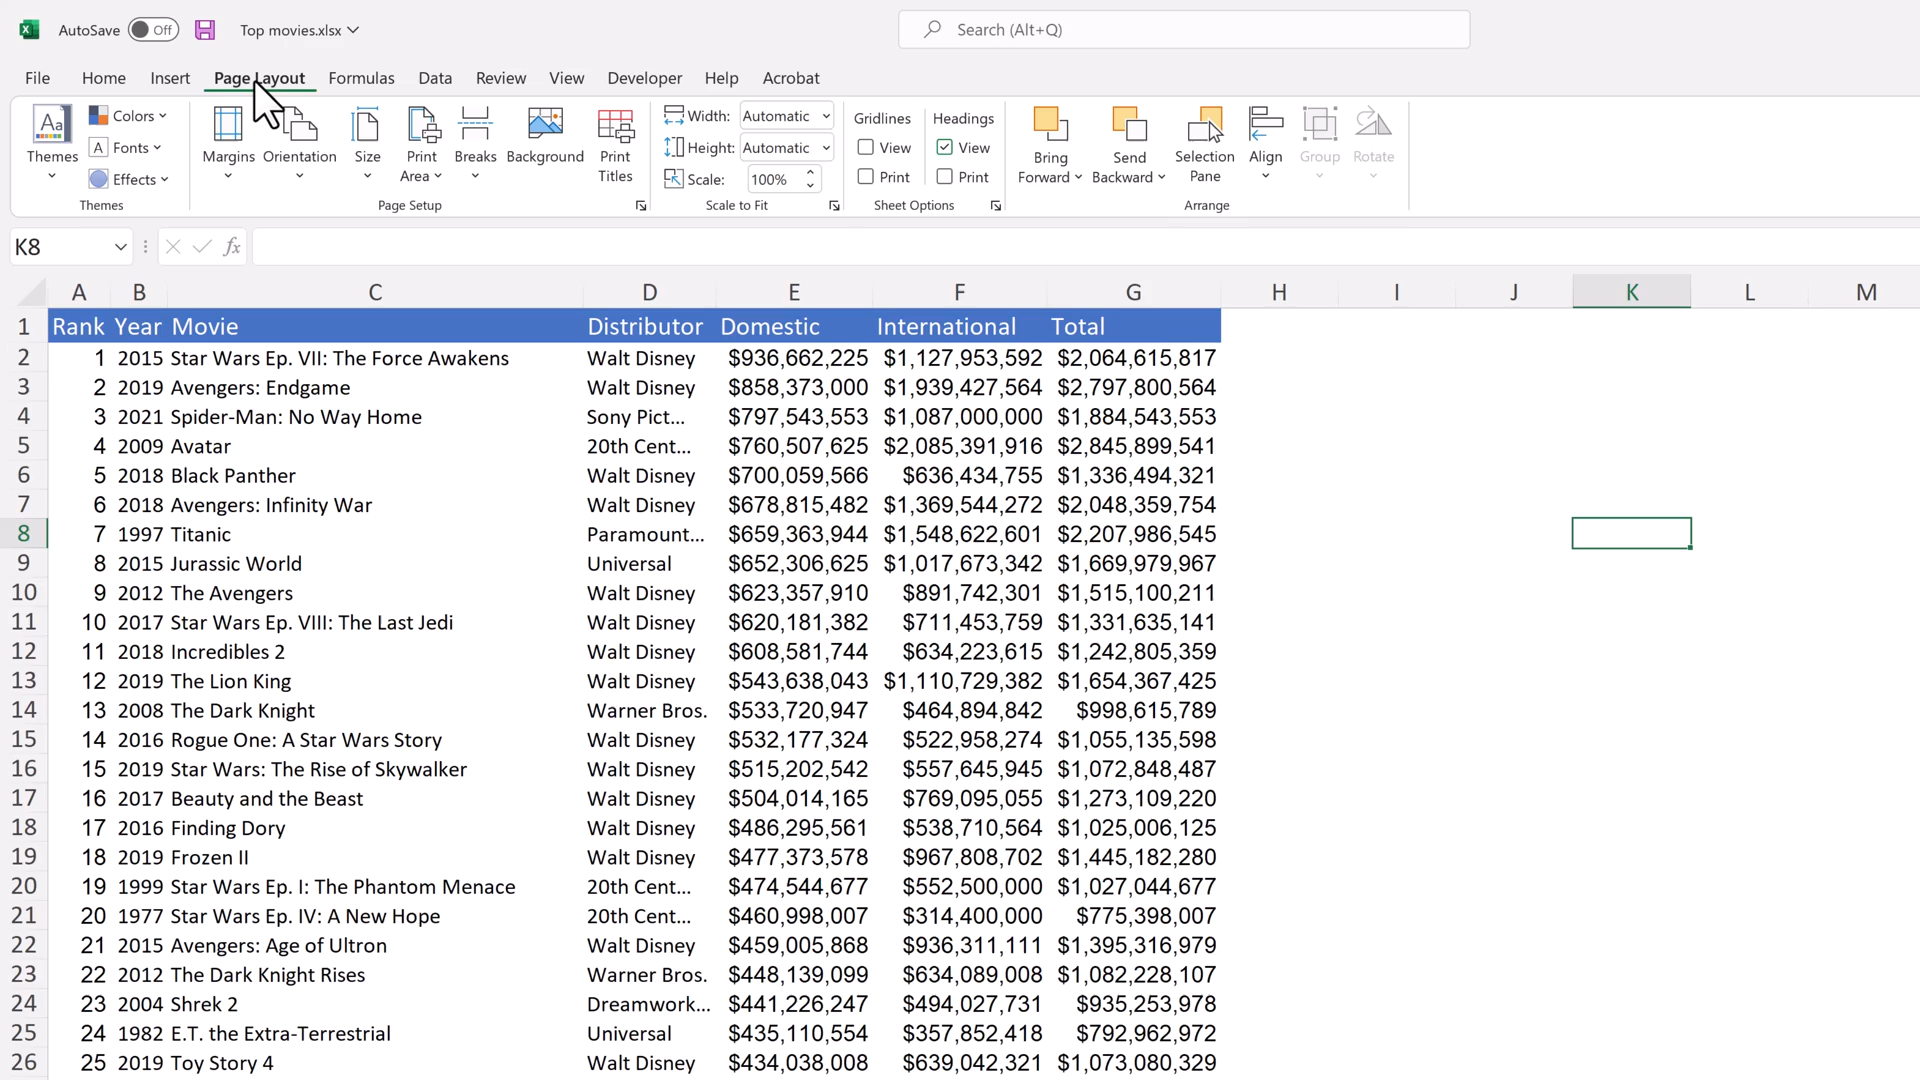 AutoSave Off Top movies.xlsx Search (Alt+Q)
File Home Insert Page Layout Formulas Data Review View Developer Help Acrobat
Aa Themes Colors Fonts Effects
Margins Orientation Size Print Area Breaks Background Print Titles
Width: Automatic
Height: Automatic
Scale: 100%
Gridlines Headings
View View
Print Print
Bring Forward Send Backward Selection Pane Align Group Rotate
Themes Page Setup Scale to Fit Sheet Options Arrange
K8 fx
A B C D E F G H I J K L M
1 Rank Year Movie Distributor Domestic International Total
2 1 2015 Star Wars Ep. VII: The Force Awakens Walt Disney $936,662,225 $1,127,953,592 $2,064,615,817
3 2 2019 Avengers: Endgame Walt Disney $858,373,000 $1,939,427,564 $2,797,800,564
4 3 2021 Spider-Man: No Way Home Sony Pict... $797,543,553 $1,087,000,000 $1,884,543,553
5 4 2009 Avatar 20th Cent... $760,507,625 $2,085,391,916 $2,845,899,541
6 5 2018 Black Panther Walt Disney $700,059,566 $636,434,755 $1,336,494,321
7 6 2018 Avengers: Infinity War Walt Disney $678,815,482 $1,369,544,272 $2,048,359,754
8 7 1997 Titanic Paramount... $659,363,944 $1,548,622,601 $2,207,986,545
9 8 2015 Jurassic World Universal $652,306,625 $1,017,673,342 $1,669,979,967
10 9 2012 The Avengers Walt Disney $623,357,910 $891,742,301 $1,515,100,211
11 10 2017 Star Wars Ep. VIII: The Last Jedi Walt Disney $620,181,382 $711,453,759 $1,331,635,141
12 11 2018 Incredibles 2 Walt Disney $608,581,744 $634,223,615 $1,242,805,359
13 12 2019 The Lion King Walt Disney $543,638,043 $1,110,729,382 $1,654,367,425
14 13 2008 The Dark Knight Warner Bros. $533,720,947 $464,894,842 $998,615,789
15 14 2016 Rogue One: A Star Wars Story Walt Disney $532,177,324 $522,958,274 $1,055,135,598
16 15 2019 Star Wars: The Rise of Skywalker Walt Disney $515,202,542 $557,645,945 $1,072,848,487
17 16 2017 Beauty and the Beast Walt Disney $504,014,165 $769,095,055 $1,273,109,220
18 17 2016 Finding Dory Walt Disney $486,295,561 $538,710,564 $1,025,006,125
19 18 2019 Frozen II Walt Disney $477,373,578 $967,808,702 $1,445,182,280
20 19 1999 Star Wars Ep. I: The Phantom Menace 20th Cent... $474,544,677 $552,500,000 $1,027,044,677
21 20 1977 Star Wars Ep. IV: A New Hope 20th Cent... $460,998,007 $314,400,000 $775,398,007
22 21 2015 Avengers: Age of Ultron Walt Disney $459,005,868 $936,311,111 $1,395,316,979
23 22 2012 The Dark Knight Rises Warner Bros. $448,139,099 $634,089,008 $1,082,228,107
24 23 2004 Shrek 2 Dreamwork... $441,226,247 $494,027,731 $935,253,978
25 24 1982 E.T. the Extra-Terrestrial Universal $435,110,554 $357,852,418 $792,962,972
26 25 2019 Toy Story 4 Walt Disney $434,038,008 $639,042,321 $1,073,080,329